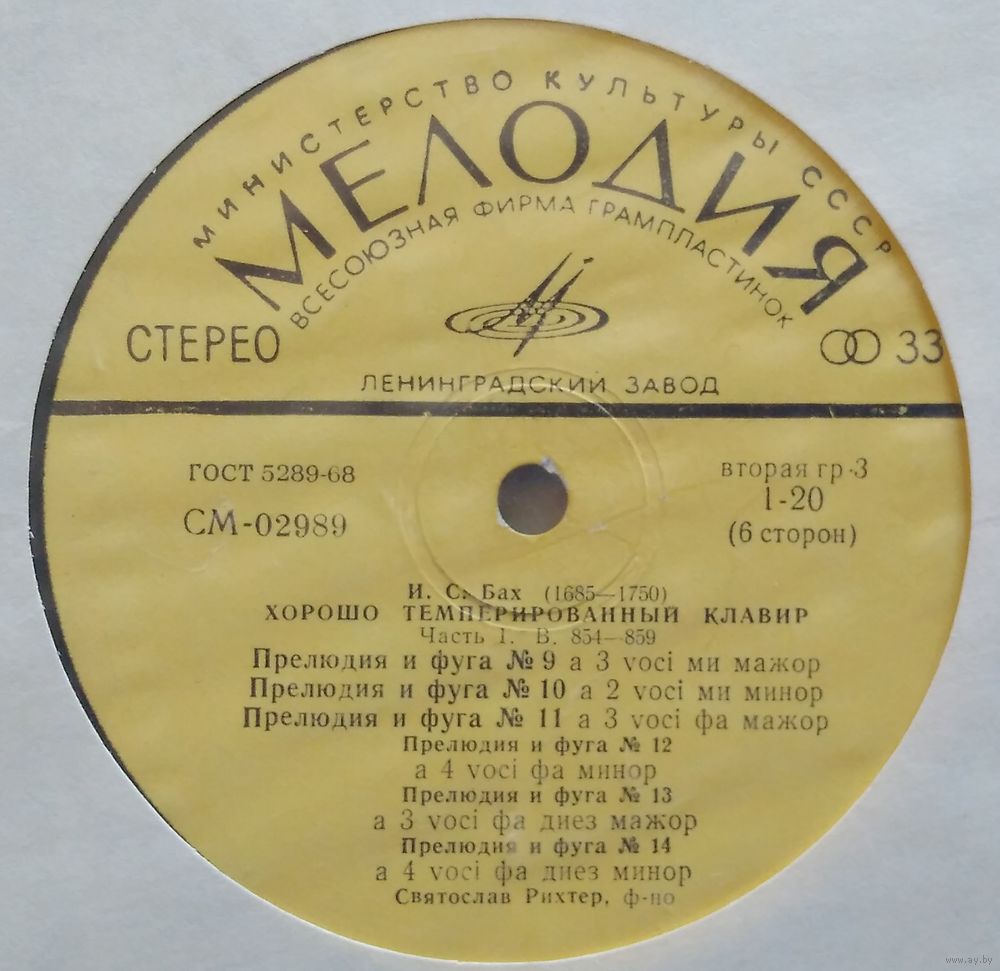 МИНИСТЕРСТВО КУЛЬТУРЫ СССР
МЕЛОДИЯ
ВСЕСОЮЗНАЯ ФИРМА ГРАМПЛАСТИНОК
СТЕРЕО
33
ЛЕНИНГРАДСКИЙ ЗАВОД
ГОСТ 5289-68
вторая гр-3
СМ-02989
1-20
(6 сторон)
И. С. Бах (1685—1750)
ХОРОШО ТЕМПЕРИРОВАННЫЙ КЛАВИР
Часть I. В. 854—859
Прелюдия и фуга № 9 а 3 voci ми мажор
Прелюдия и фуга № 10 а 2 voci ми минор
Прелюдия и фуга № 11 а 3 voci фа мажор
Прелюдия и фуга № 12
а 4 voci фа минор
Прелюдия и фуга № 13
а 3 voci фа диез мажор
Прелюдия и фуга № 14
а 4 voci фа диез минор
Святослав Рихтер, ф-но
www.ay.by